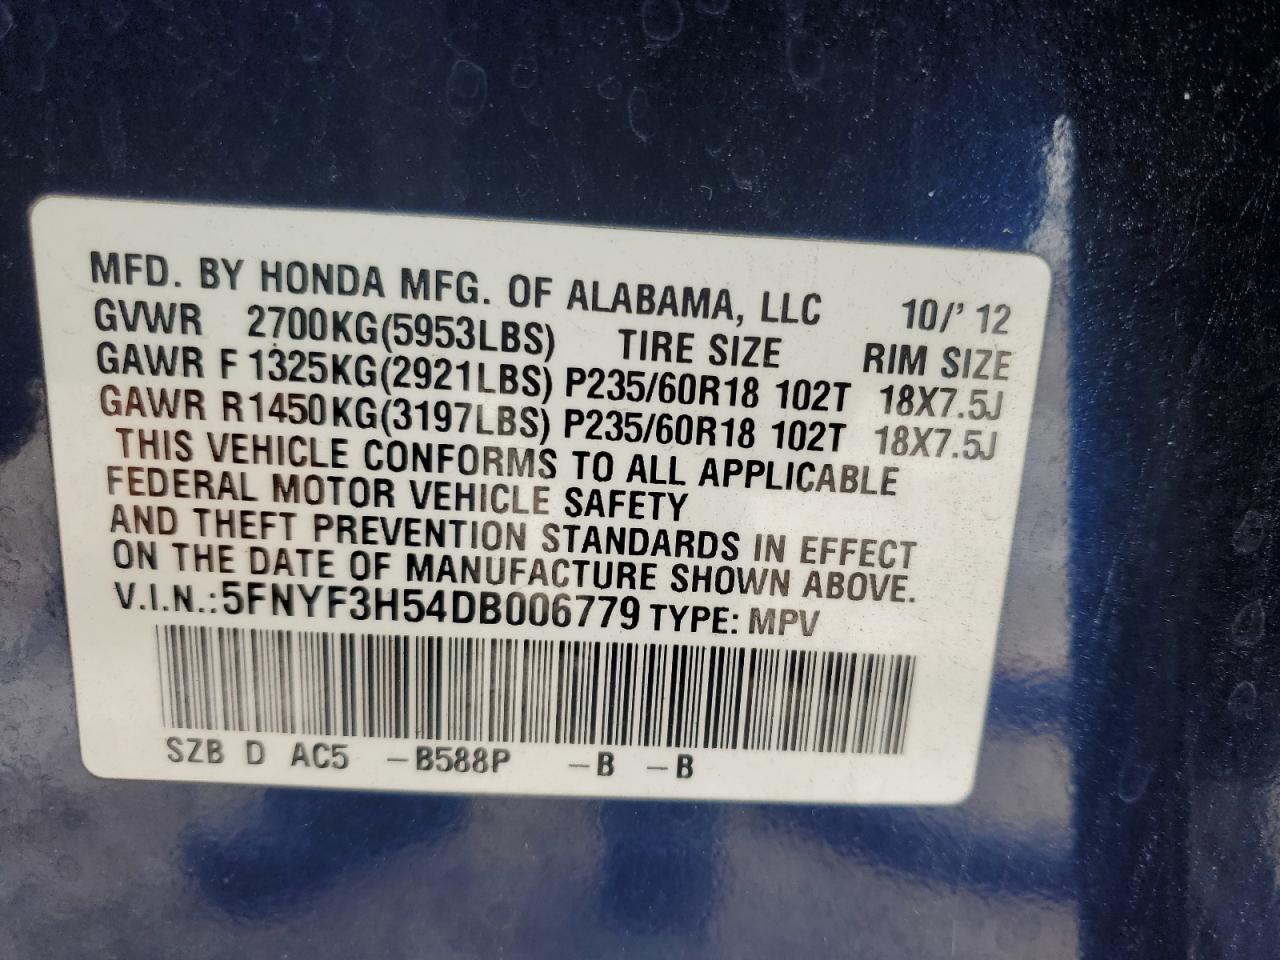 MFD. BY HONDA MFG. OF ALABAMA, LLC 10/'12
GVWR 2700KG(5953LBS) TIRE SIZE RIM SIZE
GAWR F 1325KG(2921LBS) P235/60R18 102T 18X7.5J
GAWR R1450KG(3197LBS) P235/60R18 102T 18X7.5J
THIS VEHICLE CONFORMS TO ALL APPLICABLE
FEDERAL MOTOR VEHICLE SAFETY
AND THEFT PREVENTION STANDARDS IN EFFECT
ON THE DATE OF MANUFACTURE SHOWN ABOVE.
V.I.N.:5FNYF3H54DB006779 TYPE: MPV
SZB D AC5 -B588P -B -B